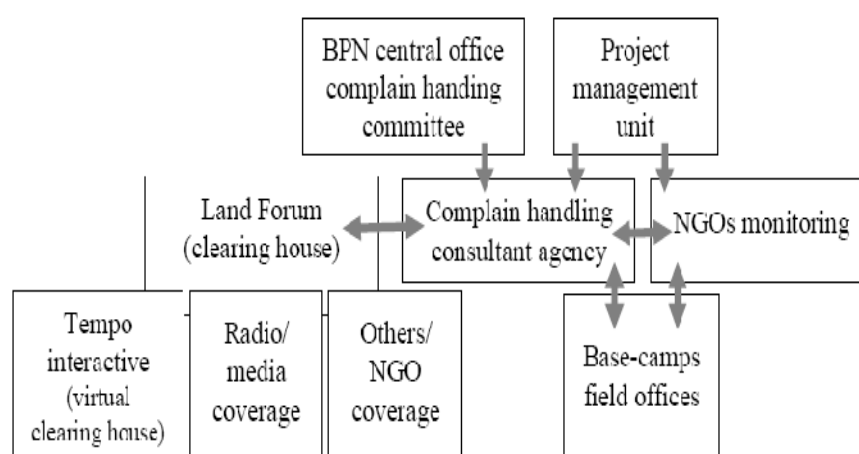 BPN central office
complain handing
committee
Project
management
unit
Land Forum
(clearing house)
Complain handling
consultant agency
NGOs monitoring
Tempo
interactive
(virtual
clearing house)
Radio/
media
coverage
Others/
NGO
coverage
Base-camps
field offices